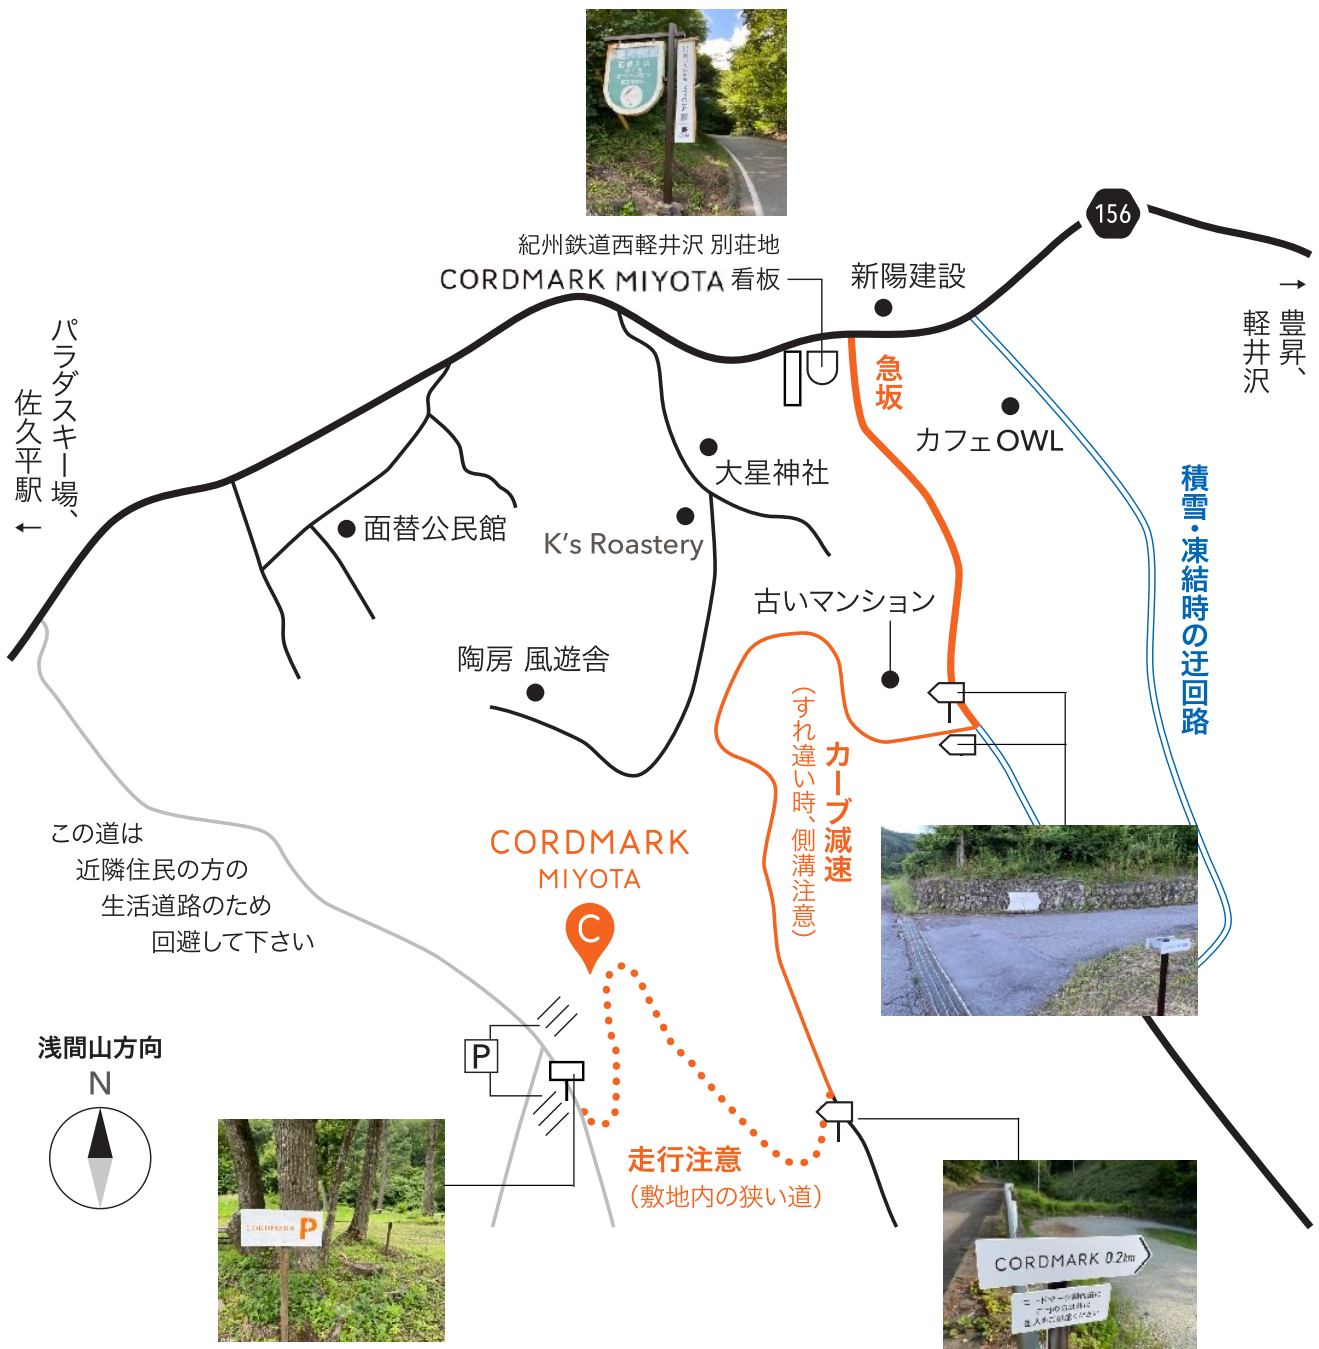 156
紀州鉄道西軽井沢 別荘地
CORDMARK MIYOTA 看板
新陽建設
→
豊昇、
軽井沢
パラダスキー場、
佐久平駅
←
急坂
カフェOWL
大星神社
積雪・凍結時の迂回路
面替公民館
K's Roastery
古いマンション
陶房 風遊舎
カーブ減速
(すれ違い時、側溝注意)
この道は
近隣住民の方の
生活道路のため
回避して下さい
CORDMARK
MIYOTA
C
浅間山方向
N
P
走行注意
(敷地内の狭い道)
CORDMARK P
CORDMARK 0.2km